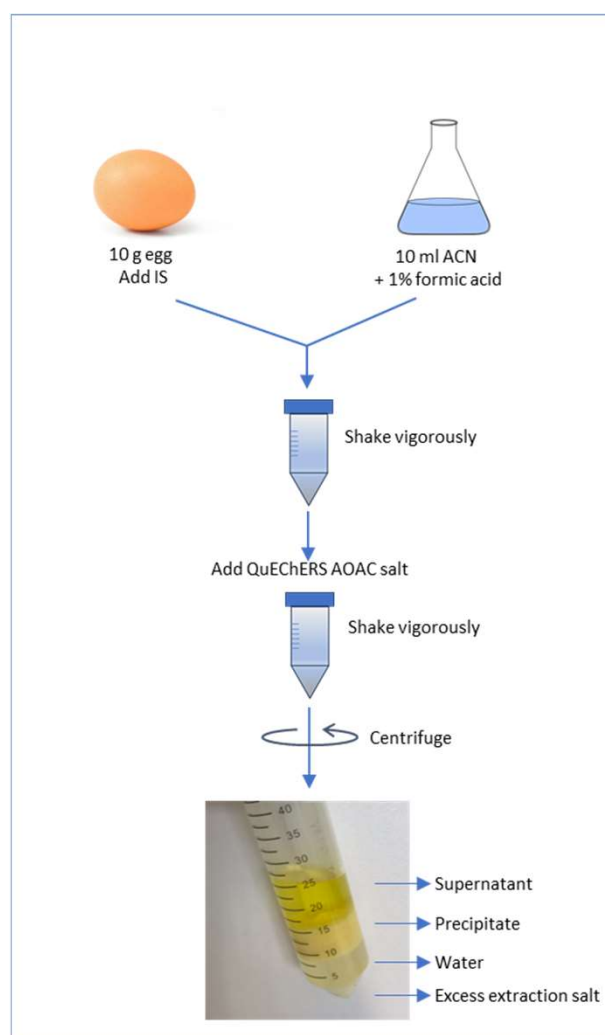 10 g egg
Add IS
10 ml ACN
+ 1% formic acid
Shake vigorously
Add QuEChERS AOAC salt
Shake vigorously
Centrifuge
40
35
30
25
20
15
10
5
Supernatant
Precipitate
Water
Excess extraction salt